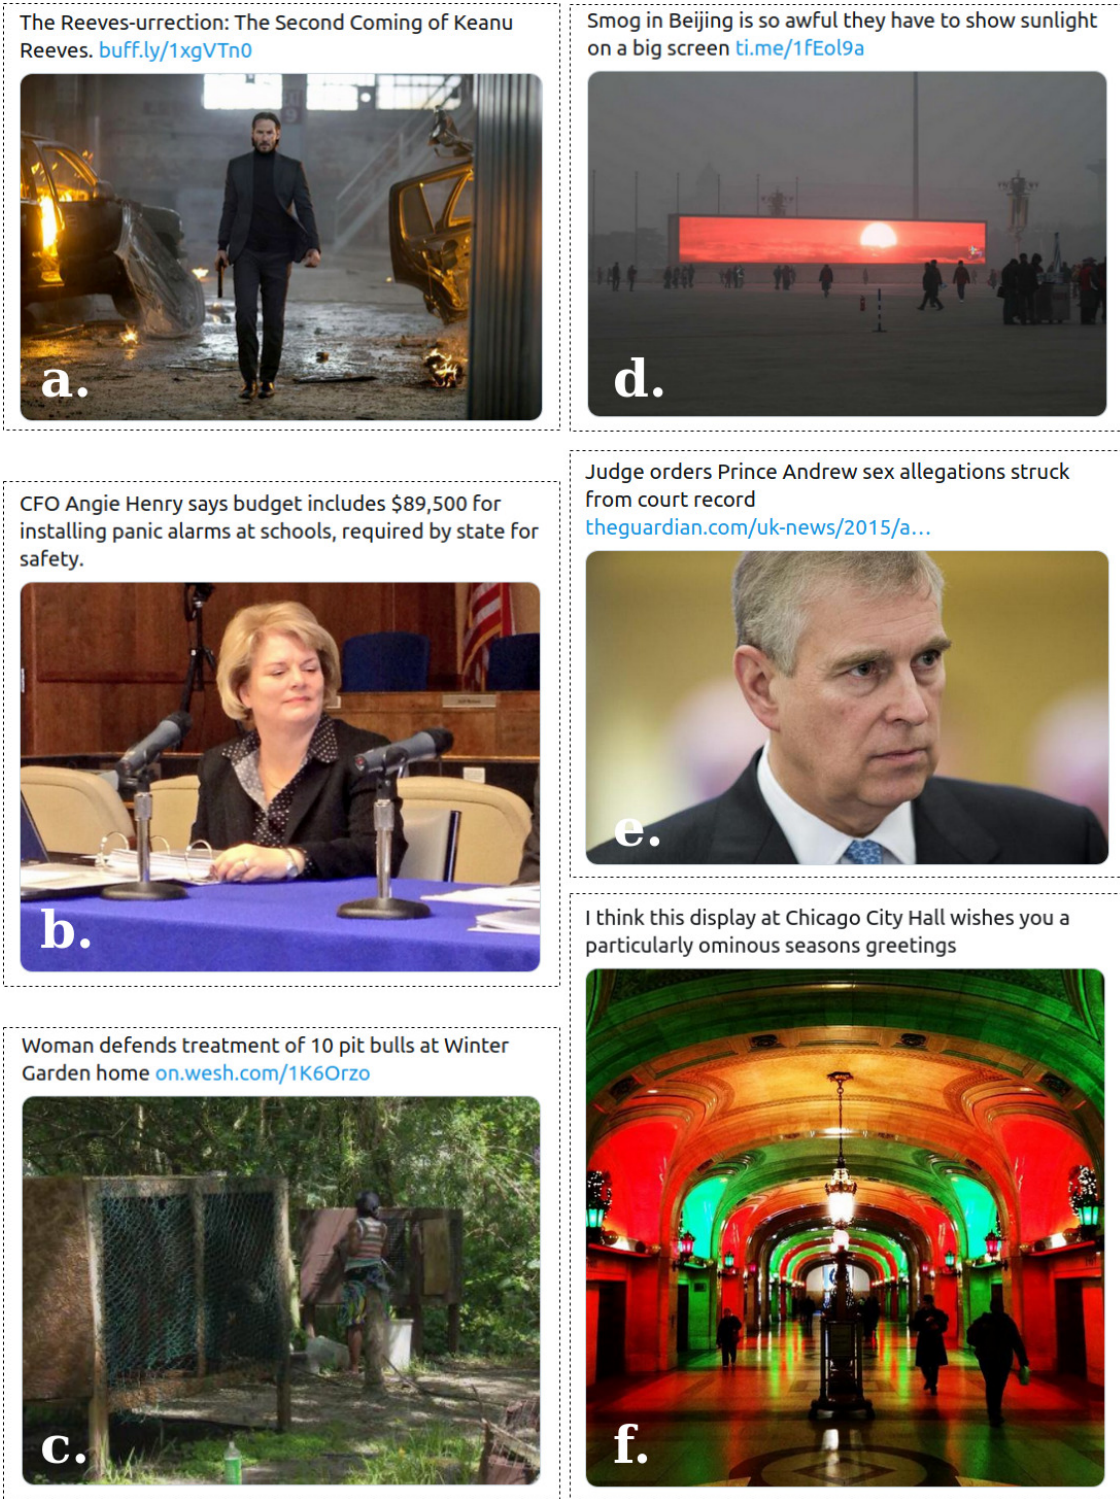 The Reeves-urrection: The Second Coming of Keanu
Reeves. buff.ly/1xgVTn0
a.
CFO Angie Henry says budget includes $89,500 for
installing panic alarms at schools, required by state for
safety.
b.
Woman defends treatment of 10 pit bulls at Winter
Garden home on.wesh.com/1K6Orzo
c.
Smog in Beijing is so awful they have to show sunlight
on a big screen ti.me/1fEol9a
d.
Judge orders Prince Andrew sex allegations struck
from court record
theguardian.com/uk-news/2015/a…
e.
I think this display at Chicago City Hall wishes you a
particularly ominous seasons greetings
f.